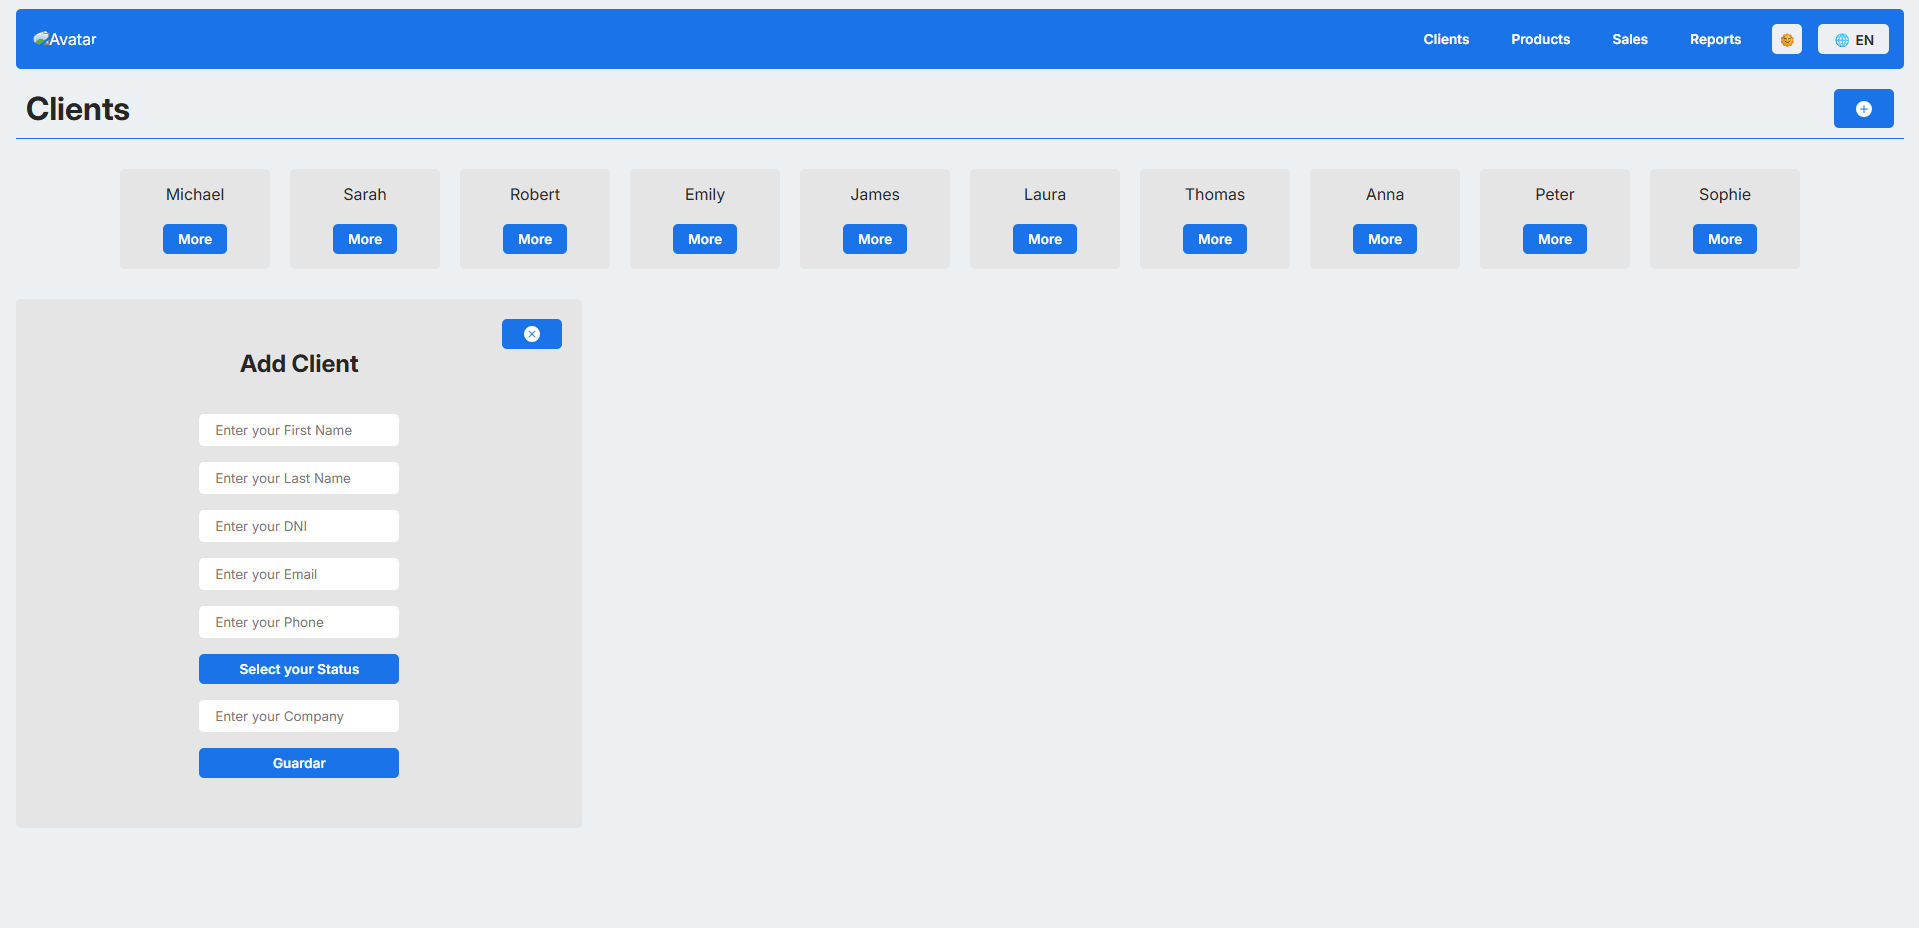 Avatar Clients Products Sales Reports EN
Clients
Michael Sarah Robert Emily James Laura Thomas Anna Peter Sophie
More More More More More More More More More More
Add Client
Enter your First Name
Enter your Last Name
Enter your DNI
Enter your Email
Enter your Phone
Select your Status
Enter your Company
Guardar